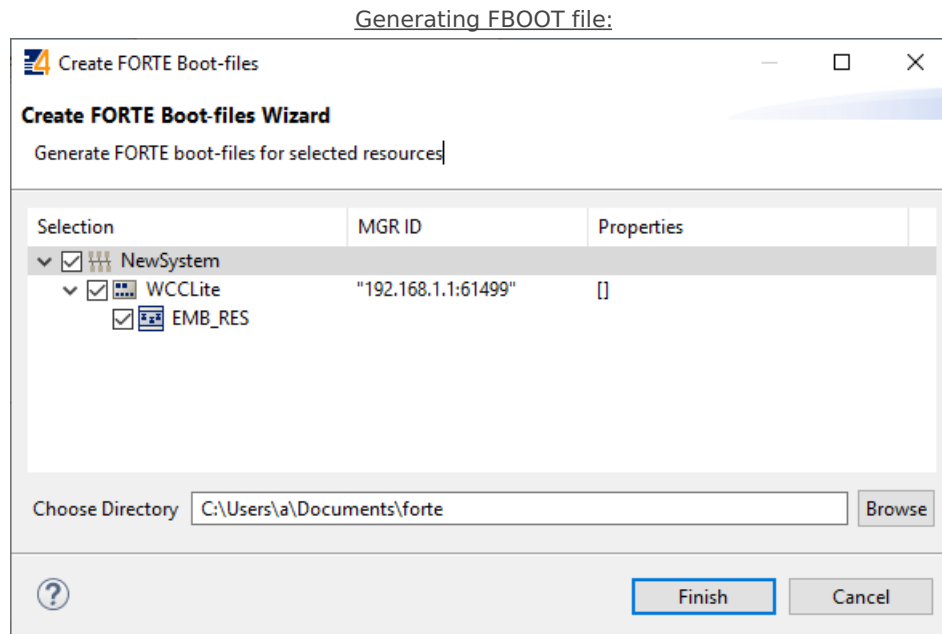 Generating FBOOT file:
Create FORTE Boot-files
Create FORTE Boot-files Wizard
Generate FORTE boot-files for selected resources
Selection MGR ID Properties
NewSystem
WCCLite "192.168.1.1:61499" []
EMB_RES
Choose Directory C:\Users\a\Documents\forte Browse
? Finish Cancel